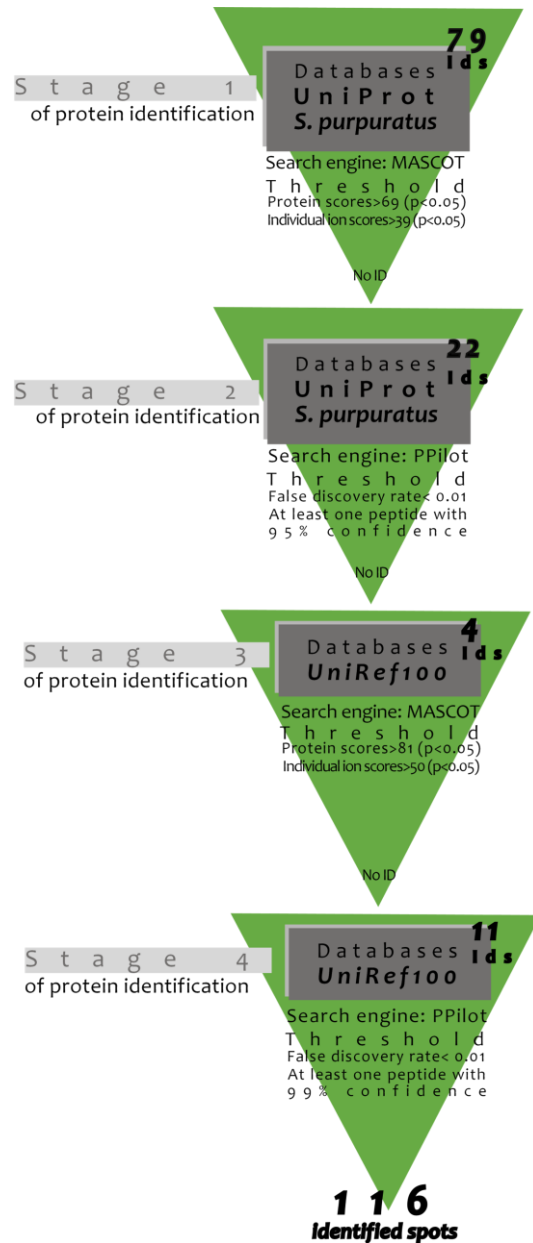 79
Ids
Databases
UniProt
S. purpuratus
Stage 1
of protein identification
Search engine: MASCOT
Threshold
Protein scores>69 (p<0.05)
Individual ion scores>39 (p<0.05)
No ID
22
Ids
Databases
UniProt
S. purpuratus
Stage 2
of protein identification
Search engine: PPilot
Threshold
False discovery rate< 0.01
At least one peptide with
95% confidence
No ID
4
Ids
Databases
UniRef100
Stage 3
of protein identification
Search engine: MASCOT
Threshold
Protein scores>81 (p<0.05)
Individual ion scores>50 (p<0.05)
No ID
11
Ids
Databases
UniRef100
Stage 4
of protein identification
Search engine: PPilot
Threshold
False discovery rate< 0.01
At least one peptide with
99% confidence
116
identified spots